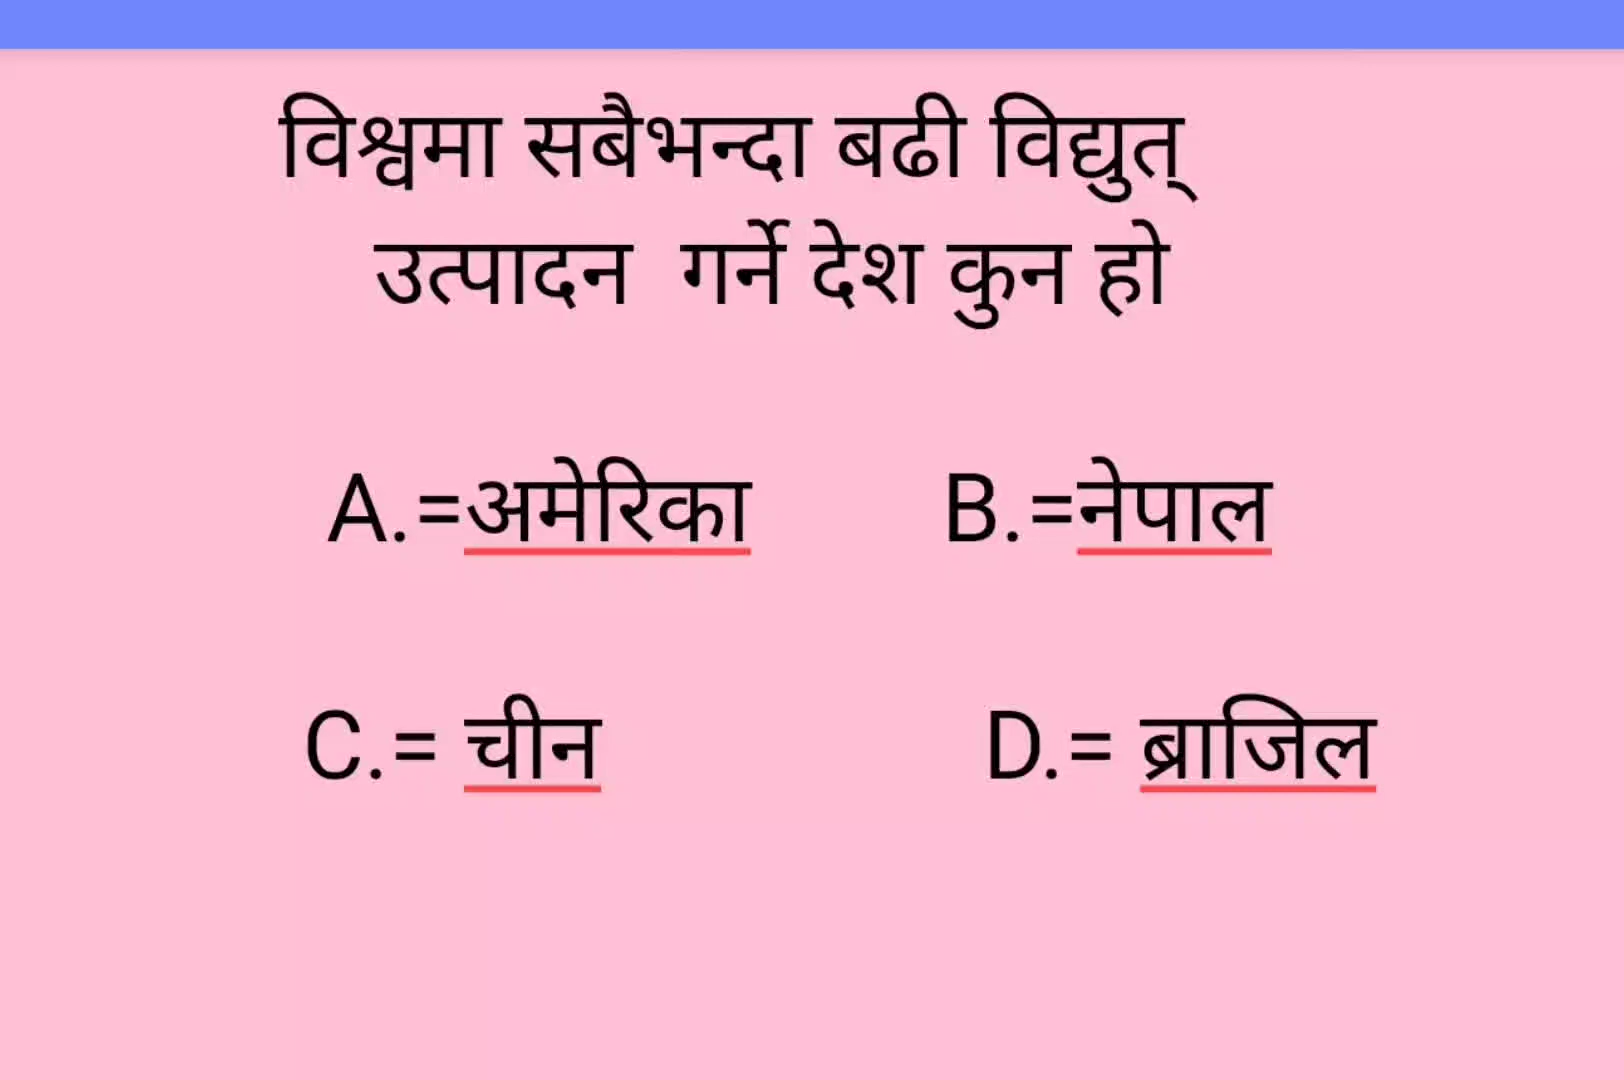 विश्वमा सबैभन्दा बढी विद्युत्
उत्पादन गर्ने देश कुन हो
A.=अमेरिका B.=नेपाल
C.= चीन D.= ब्राजिल